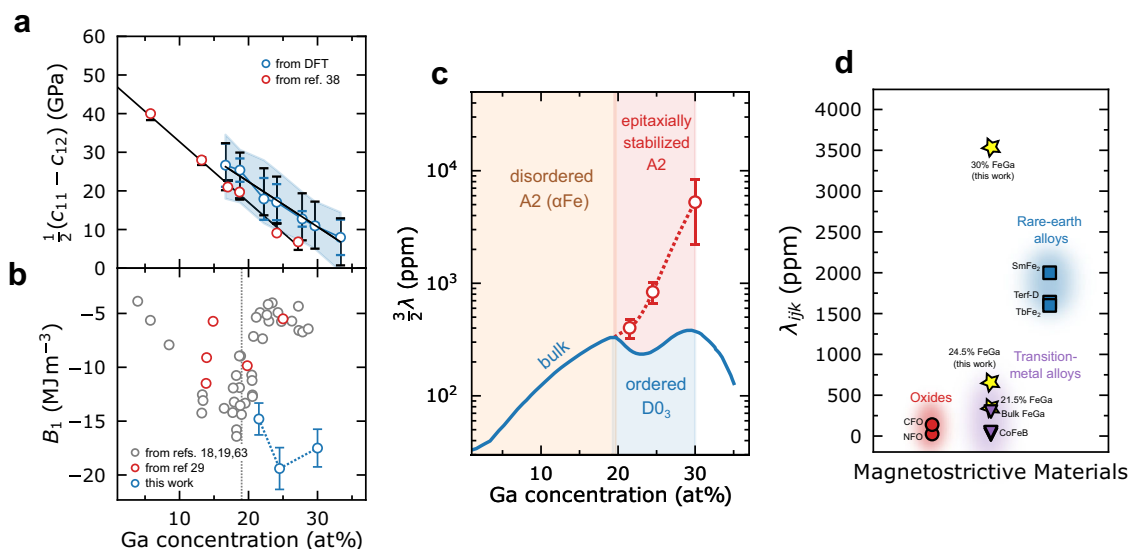 a
60
50
40
30
20
10
0
½(c₁₁ − c₁₂) (GPa)
from DFT
from ref. 38
b
−5
−10
−15
−20
B₁ (MJ m⁻³)
from refs. 18,19,63
from ref 29
this work
10
20
30
Ga concentration (at%)
c
10⁴
10³
10²
3/2 λ (ppm)
disordered
A2 (αFe)
epitaxially
stabilized
A2
bulk
ordered
D0₃
10
20
30
Ga concentration (at%)
d
4000
3500
3000
2500
2000
1500
1000
500
0
λᵢⱼₖ (ppm)
30% FeGa
(this work)
Rare-earth
alloys
SmFe₂
Terf-D
TbFe₂
24.5% FeGa
(this work)
Transition-
metal alloys
Oxides
21.5% FeGa
Bulk FeGa
CFO
NFO
CoFeB
Magnetostrictive Materials